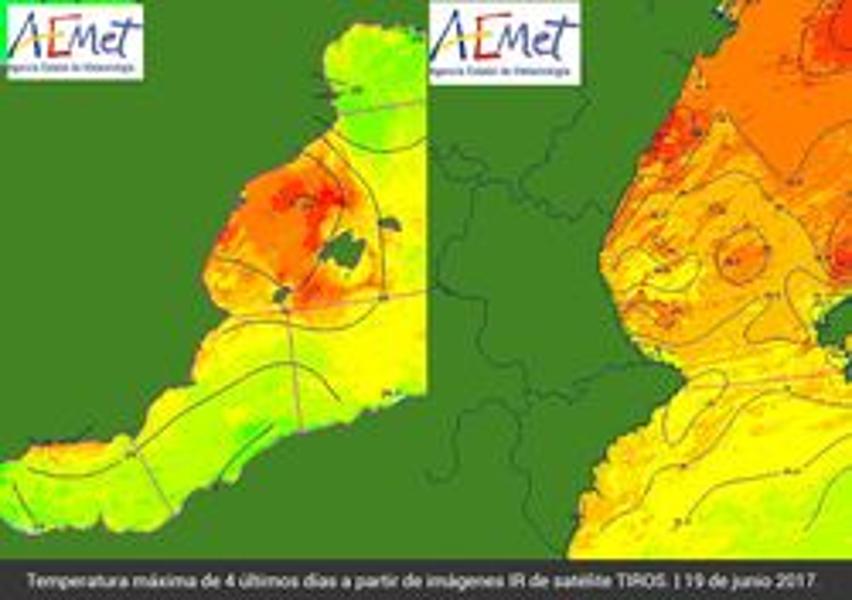 AEMet
Agencia Estatal de Meteorología
AEMet
Agencia Estatal de Meteorología
Temperatura máxima de 4 últimos días a partir de imágenes IR de satélite TIROS. | 19 de junio 2017